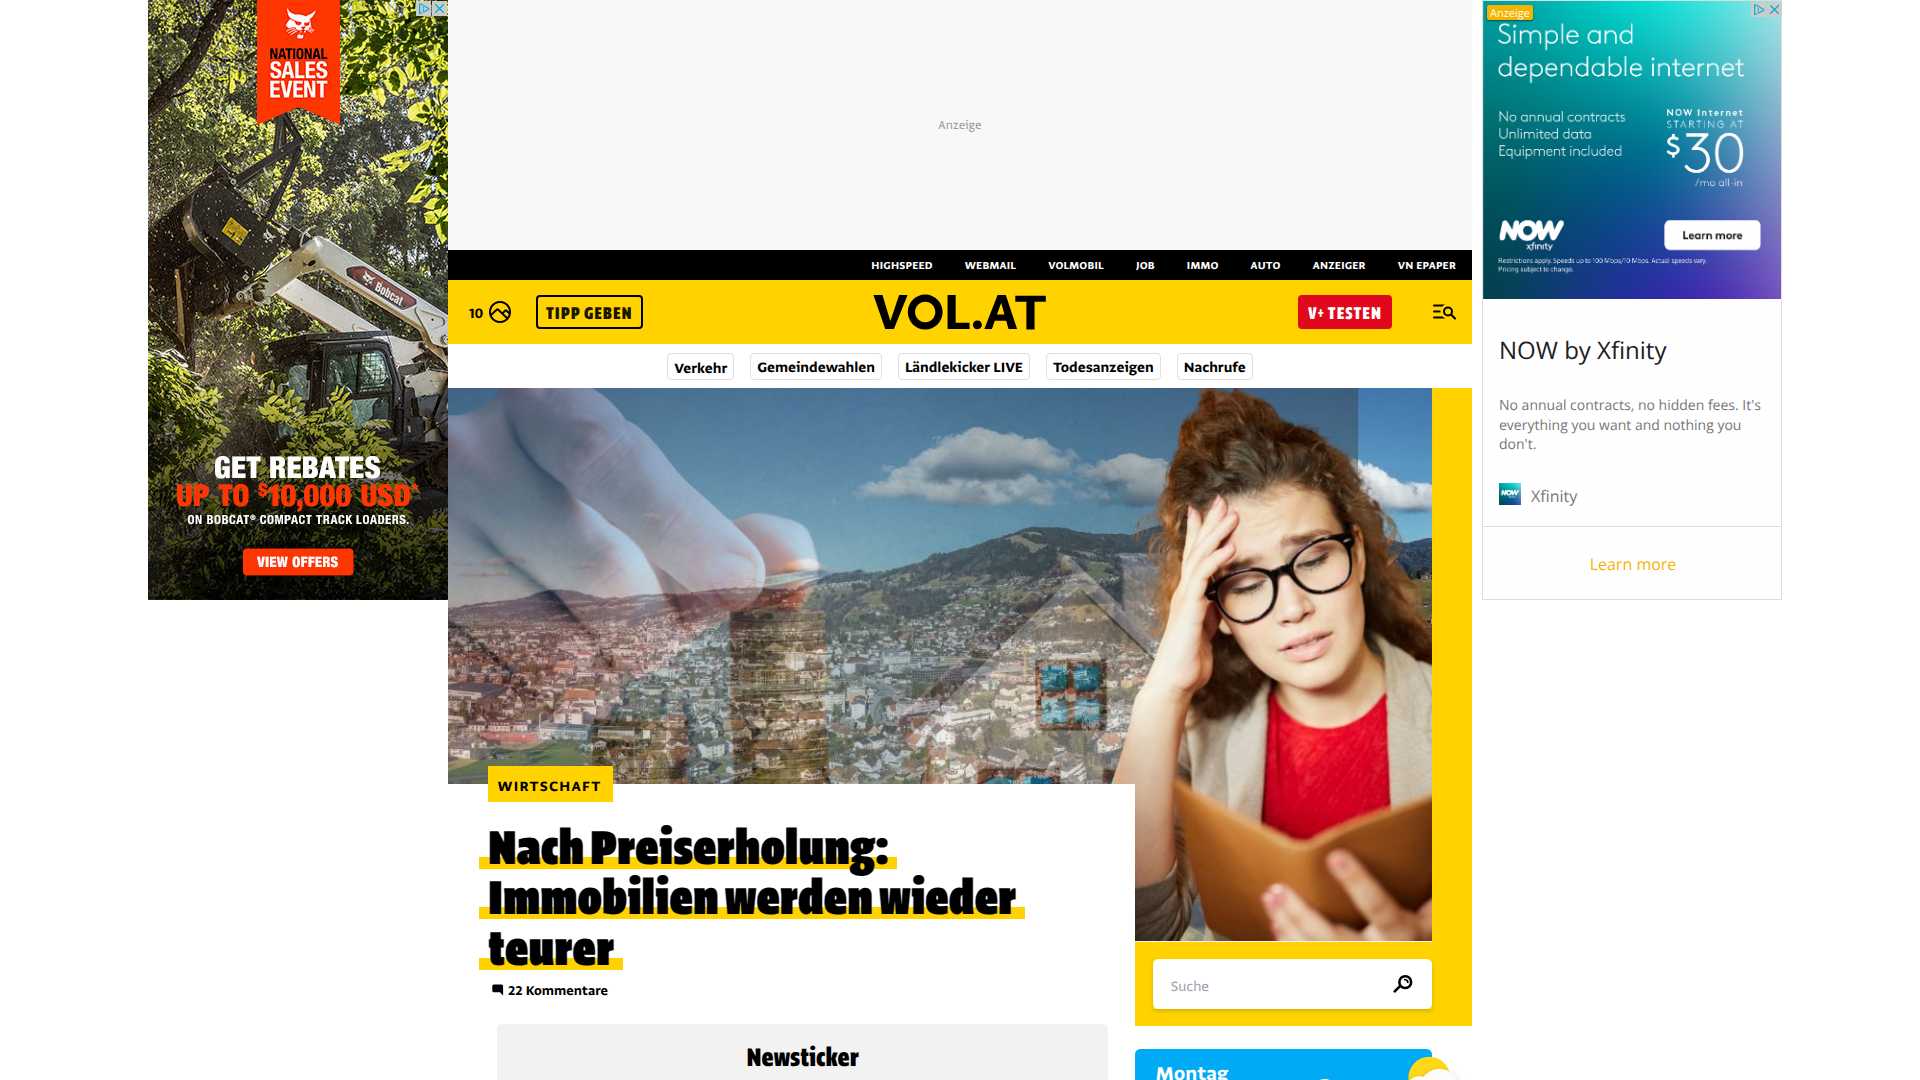 NATIONAL
SALES
EVENT
Bobcat
GET REBATES
UP TO $10,000 USD*
ON BOBCAT® COMPACT TRACK LOADERS.
VIEW OFFERS
Anzeige
HIGHSPEED WEBMAIL VOLMOBIL JOB IMMO AUTO ANZEIGER VN EPAPER
10 TIPP GEBEN VOL.AT V+ TESTEN
Verkehr Gemeindewahlen Ländlekicker LIVE Todesanzeigen Nachrufe
WIRTSCHAFT
Nach Preiserholung:
Immobilien werden wieder
teurer
22 Kommentare
Newsticker
Suche
Montag
Anzeige
Simple and
dependable internet
No annual contracts
Unlimited data
Equipment included
NOW Internet
STARTING AT
$30
/mo all-in
NOW
xfinity
Learn more
Restrictions apply. Speeds up to 100 Mbps/10 Mbps. Actual speeds vary.
Pricing subject to change.
NOW by Xfinity
No annual contracts, no hidden fees. It's
everything you want and nothing you
don't.
NOW Xfinity
Learn more